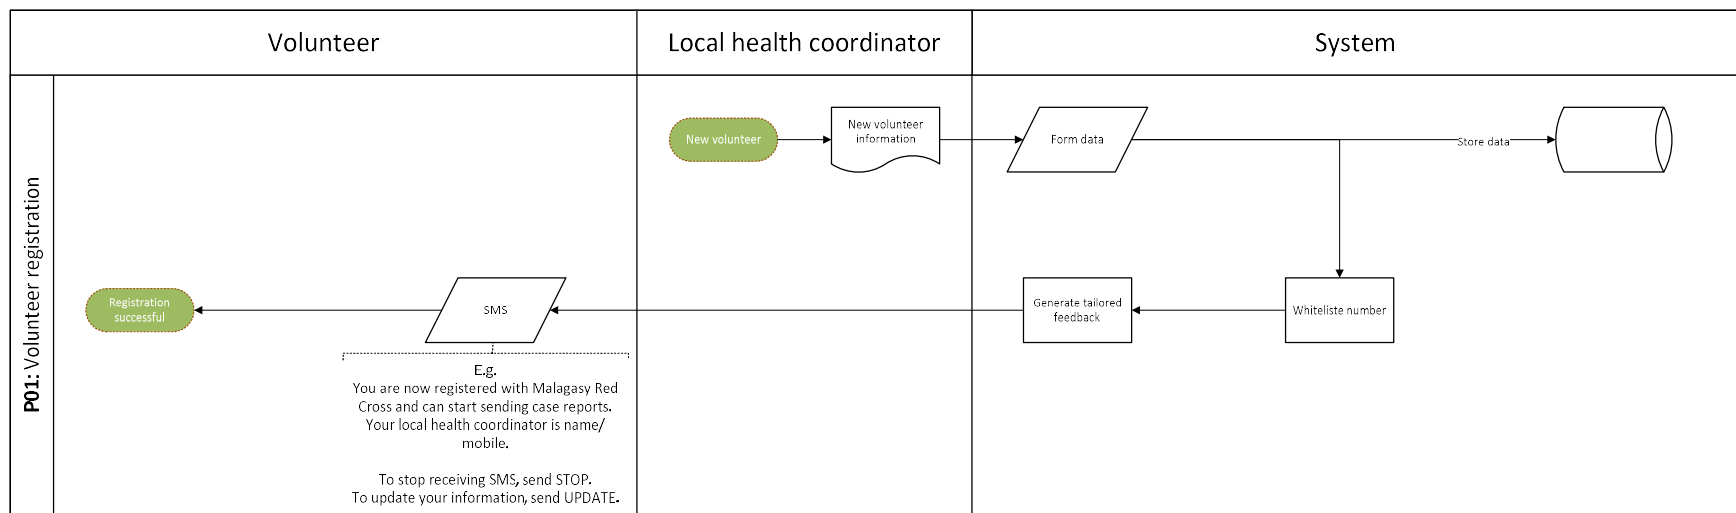 Volunteer
Local health coordinator
System
P01: Volunteer registration
New volunteer
New volunteer
information
Form data
Store data
Registration
successful
SMS
Generate tailored
feedback
Whiteliste number
E.g.
You are now registered with Malagasy Red
Cross and can start sending case reports.
Your local health coordinator is name/
mobile.
To stop receiving SMS, send STOP.
To update your information, send UPDATE.